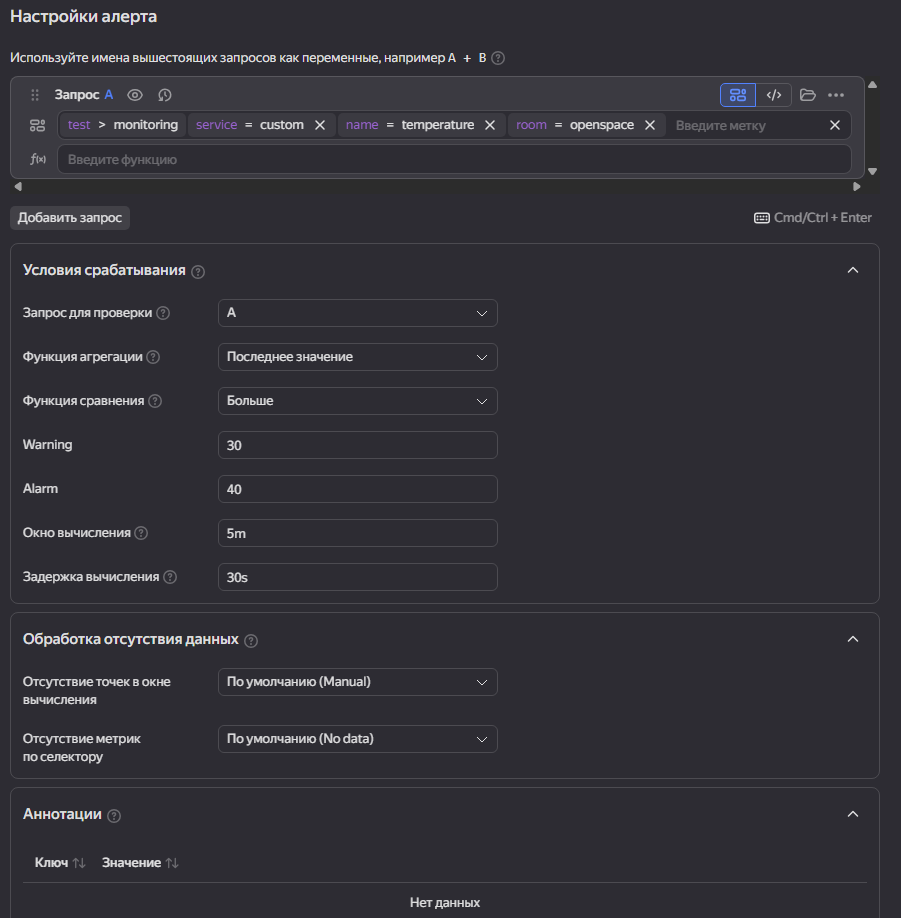 Настройки алерта
Используйте имена вышестоящих запросов как переменные, например A + B ?
Запрос A </>
test > monitoring service = custom name = temperature room = openspace Введите метку
f(x) Введите функцию
Добавить запрос Cmd/Ctrl + Enter
Условия срабатывания ?
Запрос для проверки ? A
Функция агрегации ? Последнее значение
Функция сравнения ? Больше
Warning 30
Alarm 40
Окно вычисления ? 5m
Задержка вычисления ? 30s
Обработка отсутствия данных ?
Отсутствие точек в окне По умолчанию (Manual)
вычисления
Отсутствие метрик По умолчанию (No data)
по селектору
Аннотации ?
Ключ Значение
Нет данных